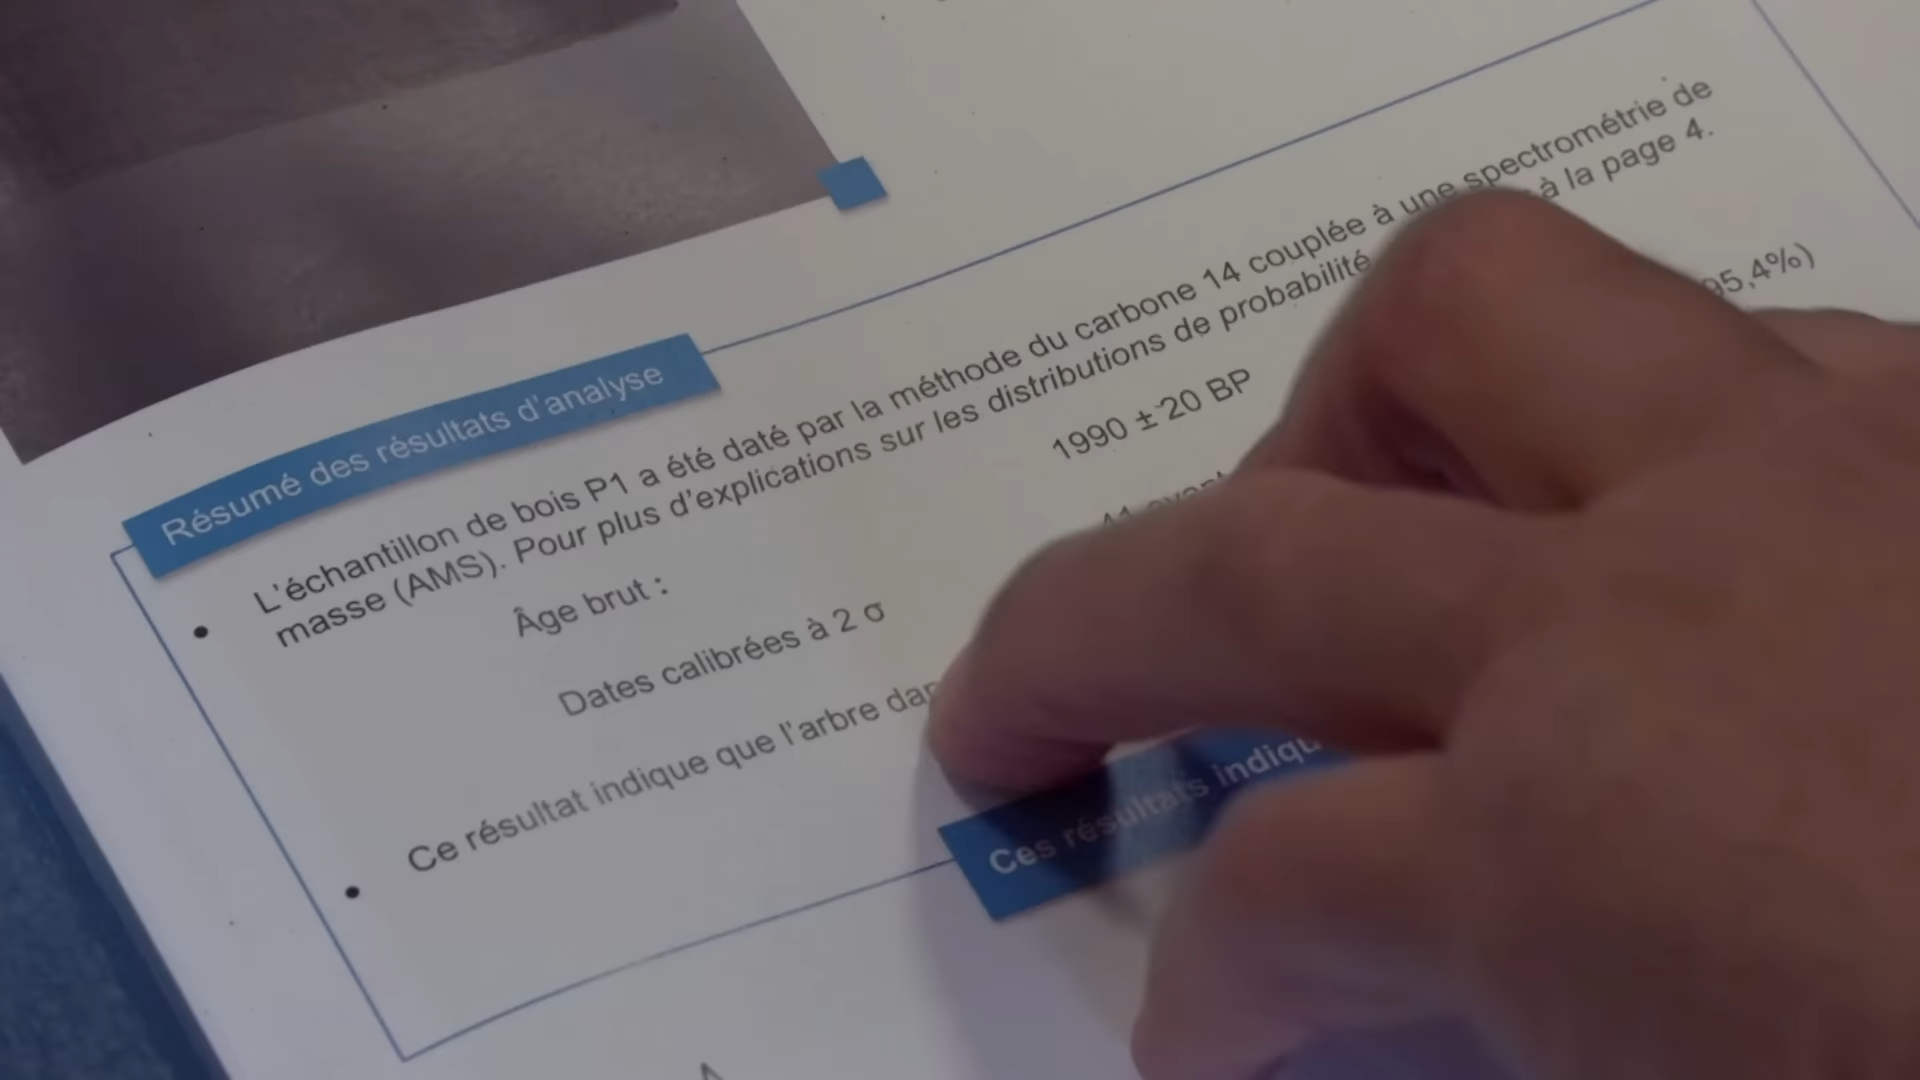 Résumé des résultats d'analyse
L'échantillon de bois P1 a été daté par la méthode du carbone 14 couplée à une spectrométrie de
masse (AMS). Pour plus d'explications sur les distributions de probabilité à la page 4.
Âge brut : 1990 ± 20 BP
Dates calibrées à 2 σ 95,4%)
Ce résultat indique que l'arbre
Ces résultats